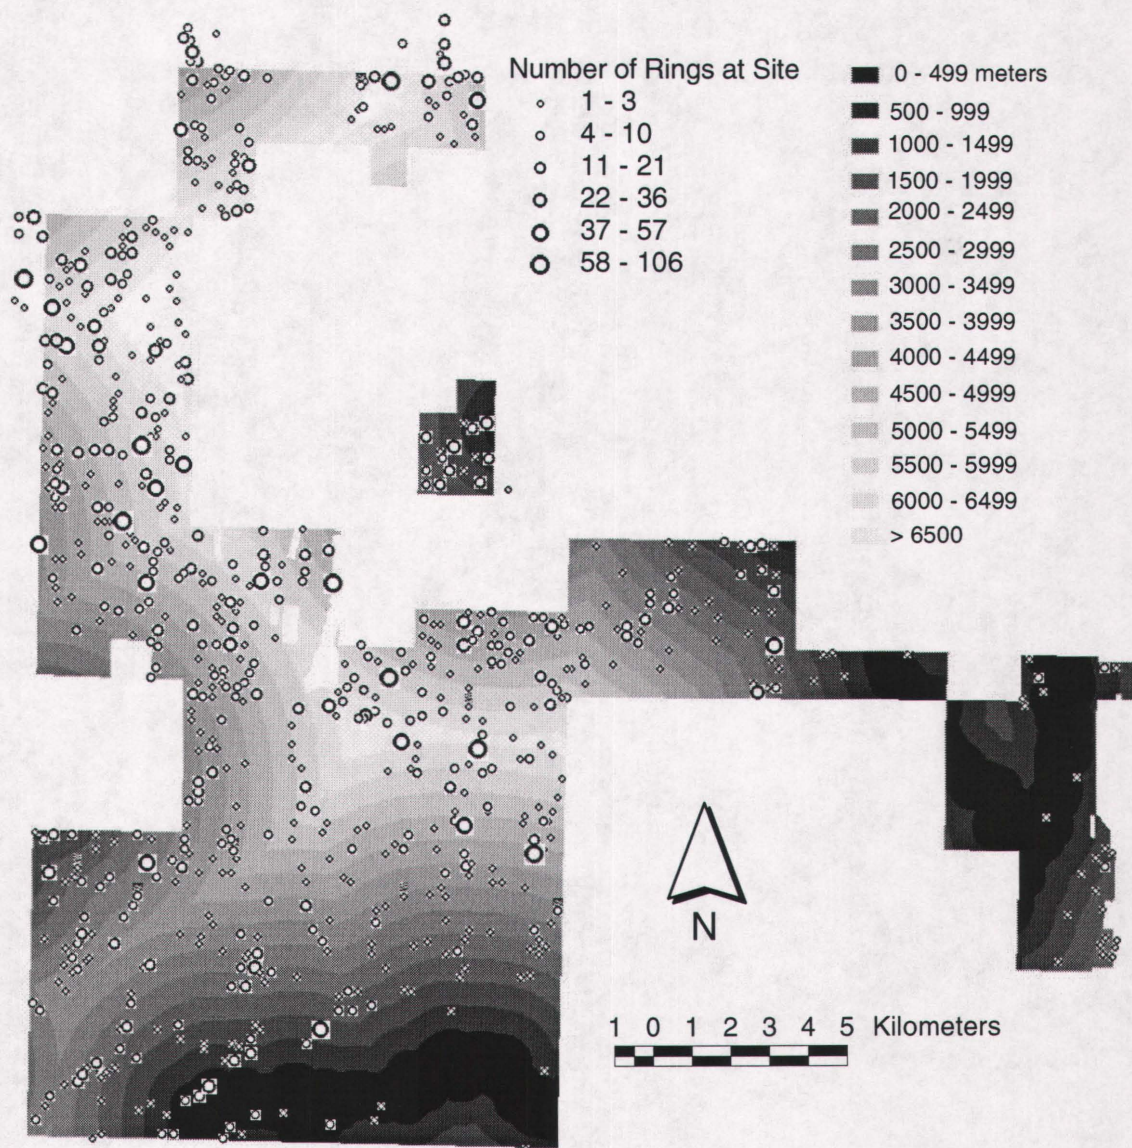 Number of Rings at Site
1 - 3
4 - 10
11 - 21
22 - 36
37 - 57
58 - 106
0 - 499 meters
500 - 999
1000 - 1499
1500 - 1999
2000 - 2499
2500 - 2999
3000 - 3499
3500 - 3999
4000 - 4499
4500 - 4999
5000 - 5499
5500 - 5999
6000 - 6499
> 6500
N
1 0 1 2 3 4 5 Kilometers